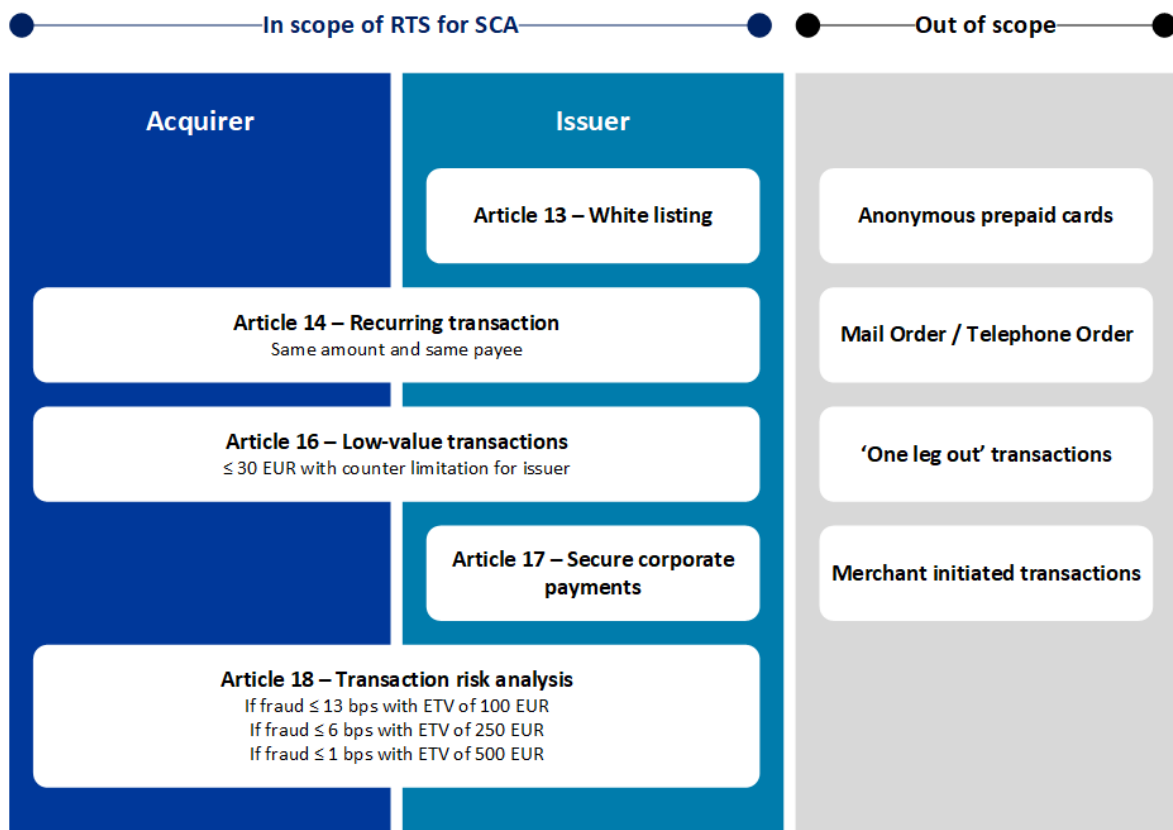 In scope of RTS for SCA
Out of scope
Acquirer
Issuer
Article 13 – White listing
Anonymous prepaid cards
Article 14 – Recurring transaction
Same amount and same payee
Mail Order / Telephone Order
Article 16 – Low-value transactions
≤ 30 EUR with counter limitation for issuer
‘One leg out’ transactions
Article 17 – Secure corporate
payments
Merchant initiated transactions
Article 18 – Transaction risk analysis
If fraud ≤ 13 bps with ETV of 100 EUR
If fraud ≤ 6 bps with ETV of 250 EUR
If fraud ≤ 1 bps with ETV of 500 EUR